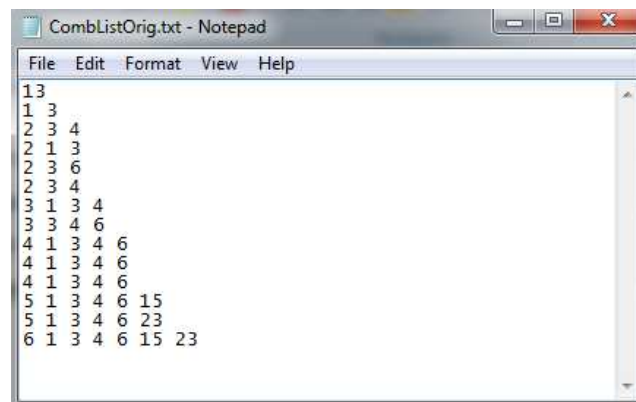 CombListOrig.txt - Notepad
File Edit Format View Help
13
1 3
2 3 4
2 1 3
2 3 6
2 3 4
3 1 3 4
3 3 4 6
4 1 3 4 6
4 1 3 4 6
4 1 3 4 6
5 1 3 4 6 15
5 1 3 4 6 23
6 1 3 4 6 15 23